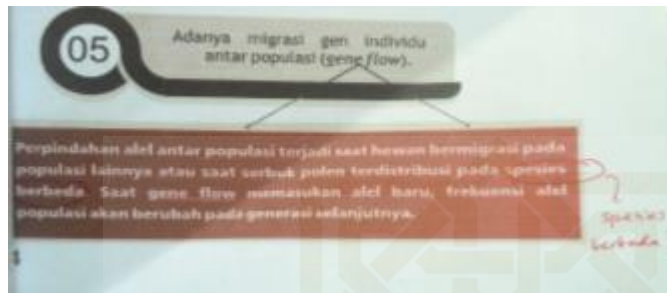 05
Adanya migrasi gen individu
antar populasi (gene flow).
Perpindahan alel antar populasi terjadi saat hewan bermigrasi pada
populasi lainnya atau saat serbuk polen terdistribusi pada spesies
berbeda. Saat gene flow memasukan alel baru, frekuensi alel
populasi akan berubah pada generasi selanjutnya.
spesies
berbeda